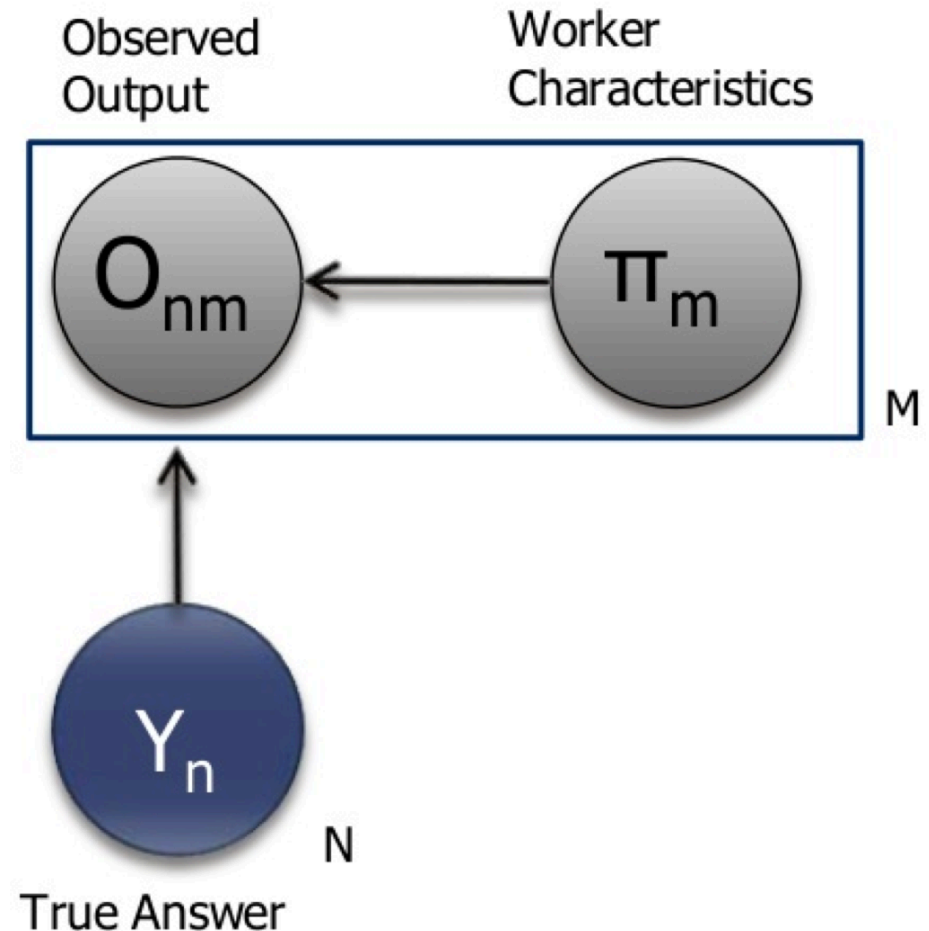 Observed
Output
Worker
Characteristics
Onm
πm
M
Yn
N
True Answer